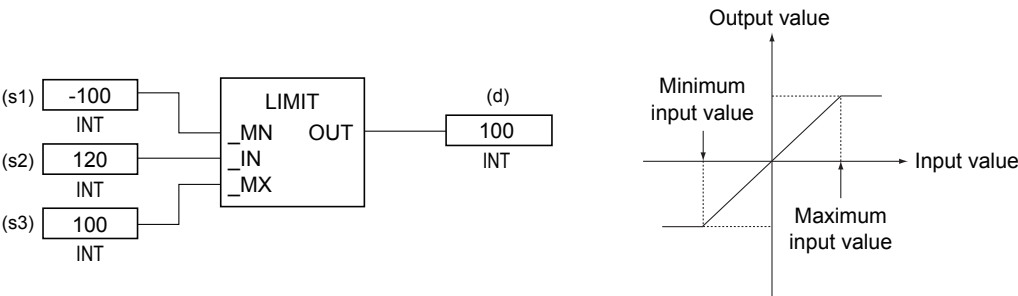 (s1) -100
INT
(s2) 120
INT
(s3) 100
INT
LIMIT
_MN OUT
_IN
_MX
(d)
100
INT
Output value
Minimum
input value
Input value
Maximum
input value